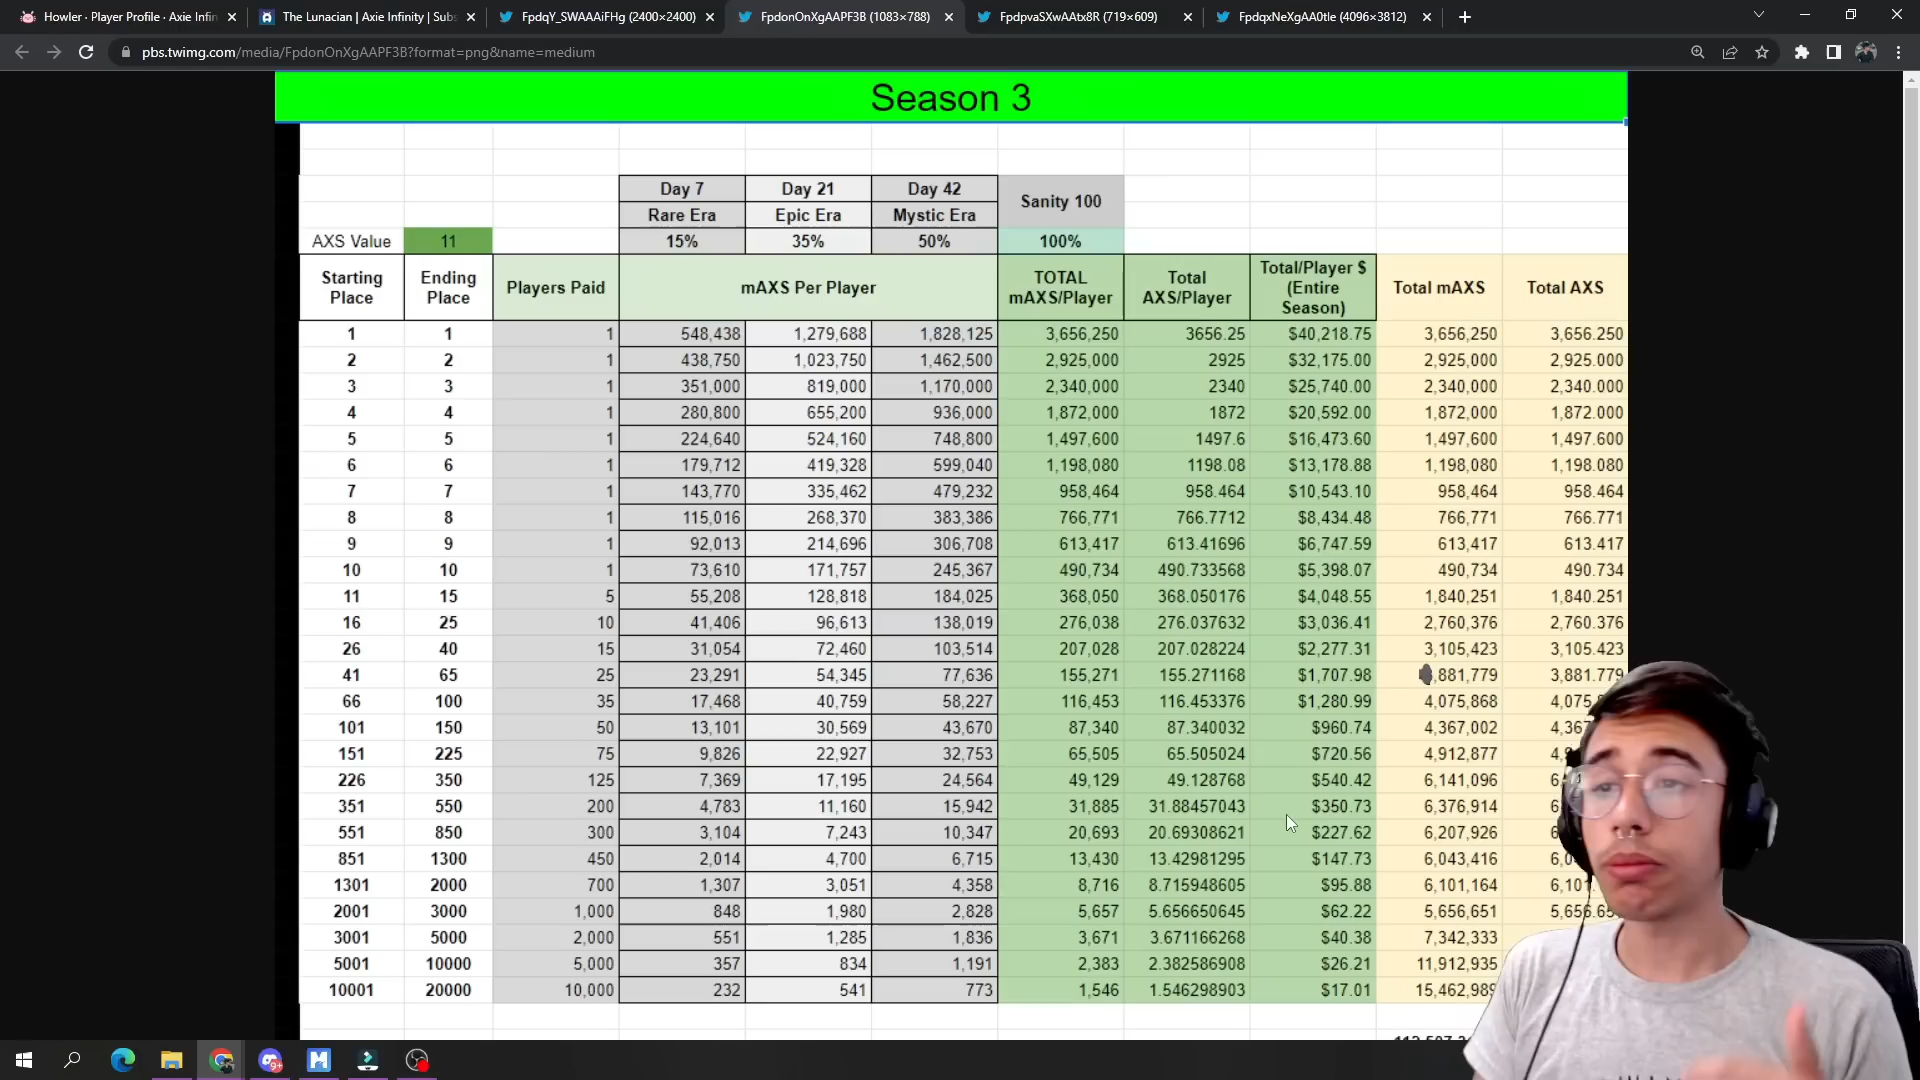 Howler · Player Profile · Axie Infin
The Lunacian | Axie Infinity | Subs
FpdqY_SWAAAiFHg (2400×2400)
FpdonOnXgAAPF3B (1083×788)
FpdpvaSXwAAtx8R (719×609)
FpdqxNeXgAA0tle (4096×3812)
pbs.twimg.com/media/FpdonOnXgAAPF3B?format=png&name=medium
Season 3
Day 7 Day 21 Day 42 Sanity 100
Rare Era Epic Era Mystic Era
AXS Value 11 15% 35% 50% 100%
Starting Place Ending Place Players Paid mAXS Per Player TOTAL mAXS/Player Total AXS/Player Total/Player $ (Entire Season) Total mAXS Total AXS
1 1 1 548,438 1,279,688 1,828,125 3,656,250 3656.25 $40,218.75 3,656,250 3,656.250
2 2 1 438,750 1,023,750 1,462,500 2,925,000 2925 $32,175.00 2,925,000 2,925.000
3 3 1 351,000 819,000 1,170,000 2,340,000 2340 $25,740.00 2,340,000 2,340.000
4 4 1 280,800 655,200 936,000 1,872,000 1872 $20,592.00 1,872,000 1,872.000
5 5 1 224,640 524,160 748,800 1,497,600 1497.6 $16,473.60 1,497,600 1,497.600
6 6 1 179,712 419,328 599,040 1,198,080 1198.08 $13,178.88 1,198,080 1,198.080
7 7 1 143,770 335,462 479,232 958,464 958.464 $10,543.10 958,464 958.464
8 8 1 115,016 268,370 383,386 766,771 766.7712 $8,434.48 766,771 766.771
9 9 1 92,013 214,696 306,708 613,417 613.41696 $6,747.59 613,417 613.417
10 10 1 73,610 171,757 245,367 490,734 490.733568 $5,398.07 490,734 490.734
11 15 5 55,208 128,818 184,025 368,050 368.050176 $4,048.55 1,840,251 1,840.251
16 25 10 41,406 96,613 138,019 276,038 276.037632 $3,036.41 2,760,376 2,760.376
26 40 15 31,054 72,460 103,514 207,028 207.028224 $2,277.31 3,105,423 3,105.423
41 65 25 23,291 54,345 77,636 155,271 155.271168 $1,707.98 ,881,779 3,881.779
66 100 35 17,468 40,759 58,227 116,453 116.453376 $1,280.99 4,075,868 4,075.
101 150 50 13,101 30,569 43,670 87,340 87.340032 $960.74 4,367,002 4,367
151 225 75 9,826 22,927 32,753 65,505 65.505024 $720.56 4,912,877
226 350 125 7,369 17,195 24,564 49,129 49.128768 $540.42 6,141,096
351 550 200 4,783 11,160 15,942 31,885 31.88457043 $350.73 6,376,914
551 850 300 3,104 7,243 10,347 20,693 20.69308621 $227.62 6,207,926
851 1300 450 2,014 4,700 6,715 13,430 13.42981295 $147.73 6,043,416
1301 2000 700 1,307 3,051 4,358 8,716 8.715948605 $95.88 6,101,164 6,101.
2001 3000 1,000 848 1,980 2,828 5,657 5.656650645 $62.22 5,656,651 5,656.65
3001 5000 2,000 551 1,285 1,836 3,671 3.671166268 $40.38 7,342,333
5001 10000 5,000 357 834 1,191 2,383 2.382586908 $26.21 11,912,935
10001 20000 10,000 232 541 773 1,546 1.546298903 $17.01 15,462,989